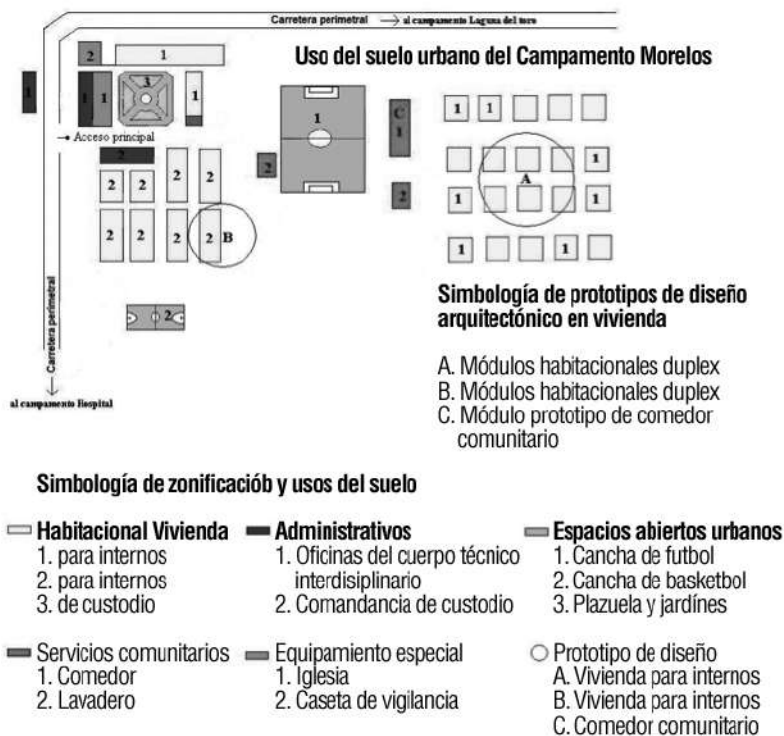 Carretera perimetral → al campamento Laguna del toro
Uso del suelo urbano del Campamento Morelos
2
1
3
1
1
1
Acceso principal
2
2
2
2
2
2
2
2
2
B
2
1
2
C
1
2
1
1
1
A
1
1
1
1
Carretera perimetral
al campamento Hospital
Simbología de prototipos de diseño
arquitectónico en vivienda
A. Módulos habitacionales duplex
B. Módulos habitacionales duplex
C. Módulo prototipo de comedor
comunitario
Simbología de zonificaciób y usos del suelo
Habitacional Vivienda
1. para internos
2. para internos
3. de custodio
Administrativos
1. Oficinas del cuerpo técnico
interdisiplinario
2. Comandancia de custodio
Espacios abiertos urbanos
1. Cancha de futbol
2. Cancha de basketbol
3. Plazuela y jardínes
Servicios comunitarios
1. Comedor
2. Lavadero
Equipamiento especial
1. Iglesia
2. Caseta de vigilancia
Prototipo de diseño
A. Vivienda para internos
B. Vivienda para internos
C. Comedor comunitario